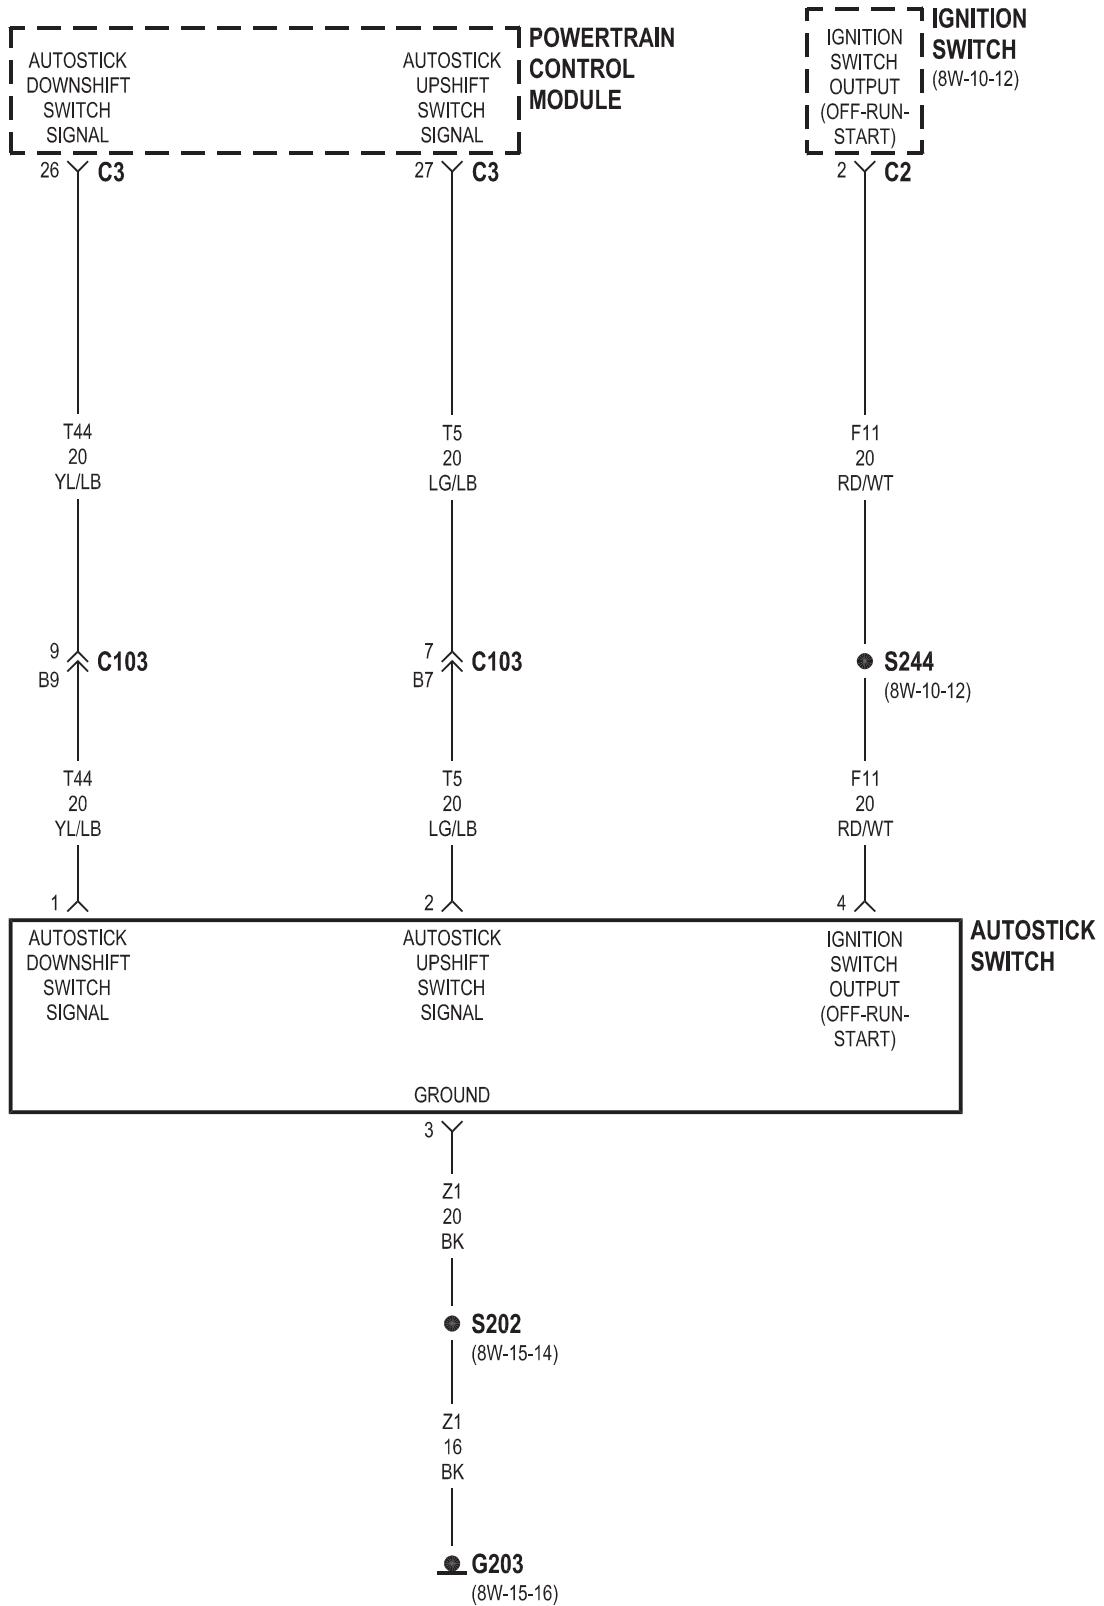 AUTOSTICK
DOWNSHIFT
SWITCH
SIGNAL
AUTOSTICK
UPSHIFT
SWITCH
SIGNAL
POWERTRAIN
CONTROL
MODULE
IGNITION
SWITCH
OUTPUT
(OFF-RUN-
START)
IGNITION
SWITCH
(8W-10-12)
26 C3
27 C3
2 C2
T44
20
YL/LB
T5
20
LG/LB
F11
20
RD/WT
9
B9
C103
7
B7
C103
S244
(8W-10-12)
T44
20
YL/LB
T5
20
LG/LB
F11
20
RD/WT
1
2
4
AUTOSTICK
DOWNSHIFT
SWITCH
SIGNAL
AUTOSTICK
UPSHIFT
SWITCH
SIGNAL
IGNITION
SWITCH
OUTPUT
(OFF-RUN-
START)
AUTOSTICK
SWITCH
GROUND
3
Z1
20
BK
S202
(8W-15-14)
Z1
16
BK
G203
(8W-15-16)